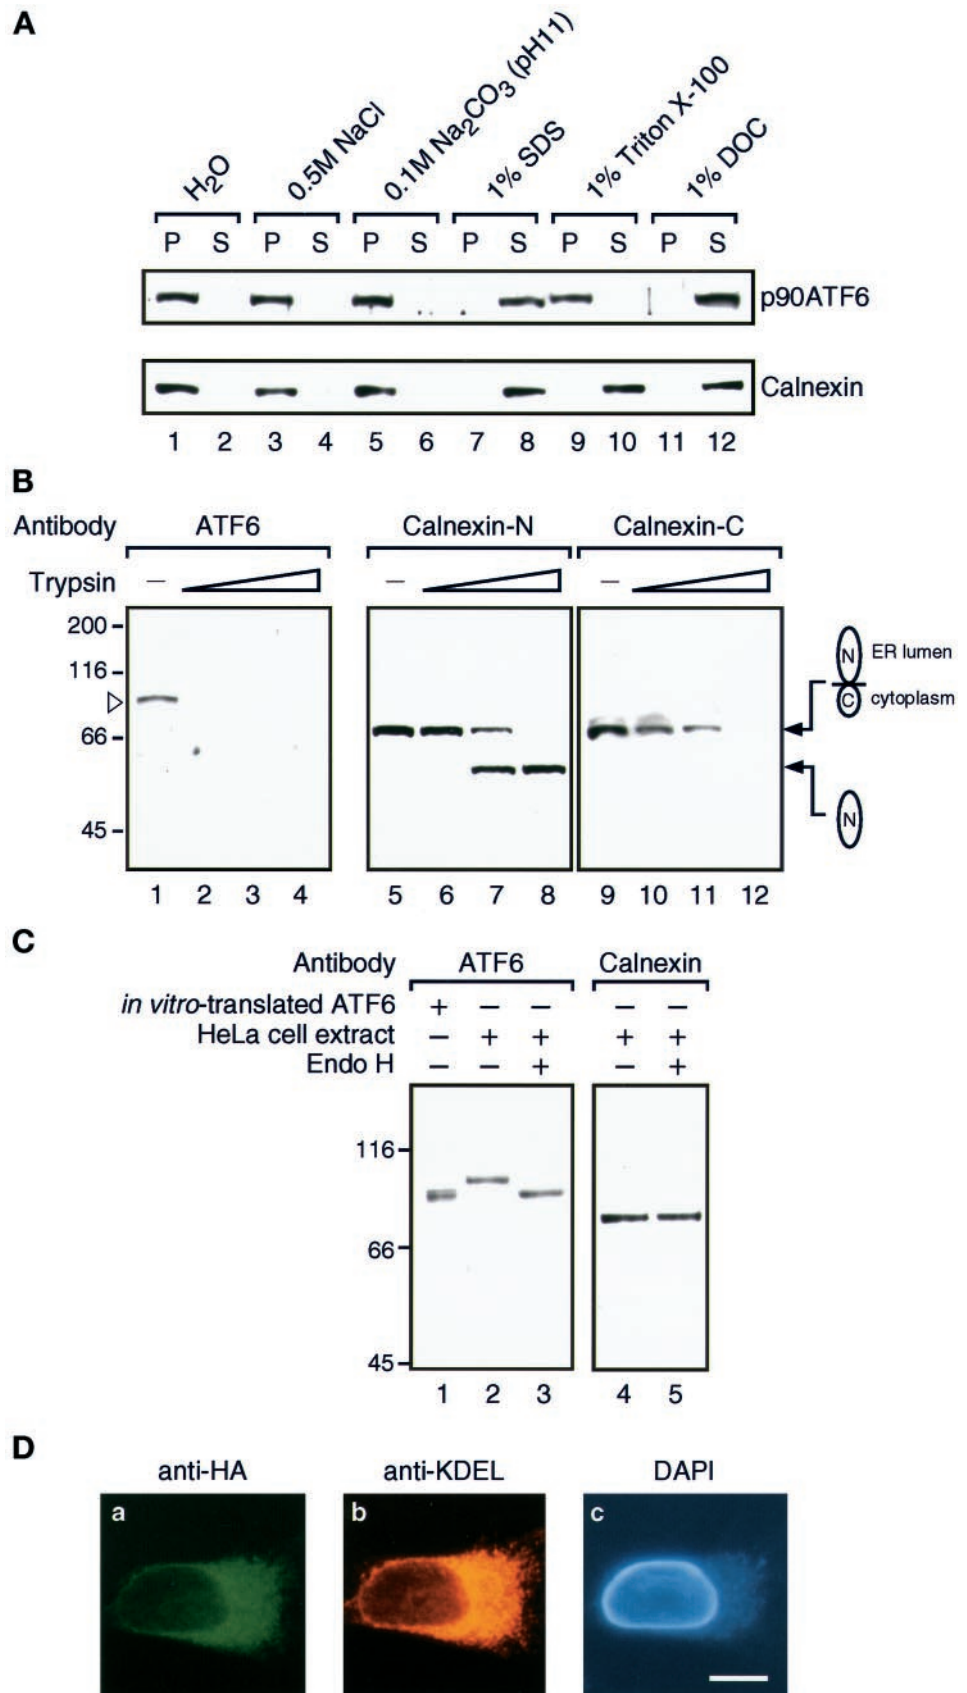 A
H2O
0.5M NaCl
0.1M Na2CO3 (pH11)
1% SDS
1% Triton X-100
1% DOC
P S P S P S P S P S P S
p90ATF6
Calnexin
1 2 3 4 5 6 7 8 9 10 11 12
B
Antibody ATF6 Calnexin-N Calnexin-C
Trypsin — — —
200
116
66
45
N ER lumen
C cytoplasm
N
1 2 3 4 5 6 7 8 9 10 11 12
C
Antibody ATF6 Calnexin
in vitro-translated ATF6 + – – – –
HeLa cell extract – + + + +
Endo H – – + – +
116
66
45
1 2 3 4 5
D
anti-HA anti-KDEL DAPI
a b c